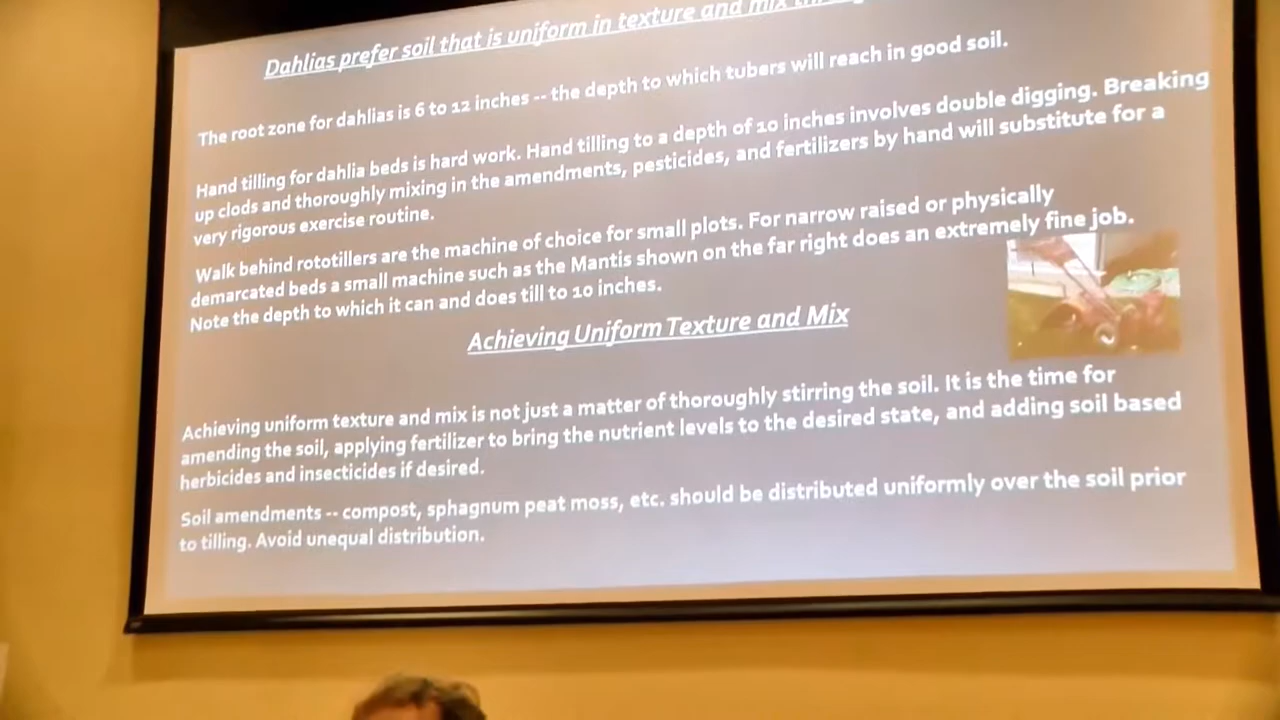 Dahlias prefer soil that is uniform in texture and mix
The root zone for dahlias is 6 to 12 inches -- the depth to which tubers will reach in good soil.
Hand tilling for dahlia beds is hard work. Hand tilling to a depth of 10 inches involves double digging. Breaking
up clods and thoroughly mixing in the amendments, pesticides, and fertilizers by hand will substitute for a
very rigorous exercise routine.
Walk behind rototillers are the machine of choice for small plots. For narrow raised or physically
demarcated beds a small machine such as the Mantis shown on the far right does an extremely fine job.
Note the depth to which it can and does till to 10 inches.
Achieving Uniform Texture and Mix
Achieving uniform texture and mix is not just a matter of thoroughly stirring the soil. It is the time for
amending the soil, applying fertilizer to bring the nutrient levels to the desired state, and adding soil based
herbicides and insecticides if desired.
Soil amendments -- compost, sphagnum peat moss, etc. should be distributed uniformly over the soil prior
to tilling. Avoid unequal distribution.